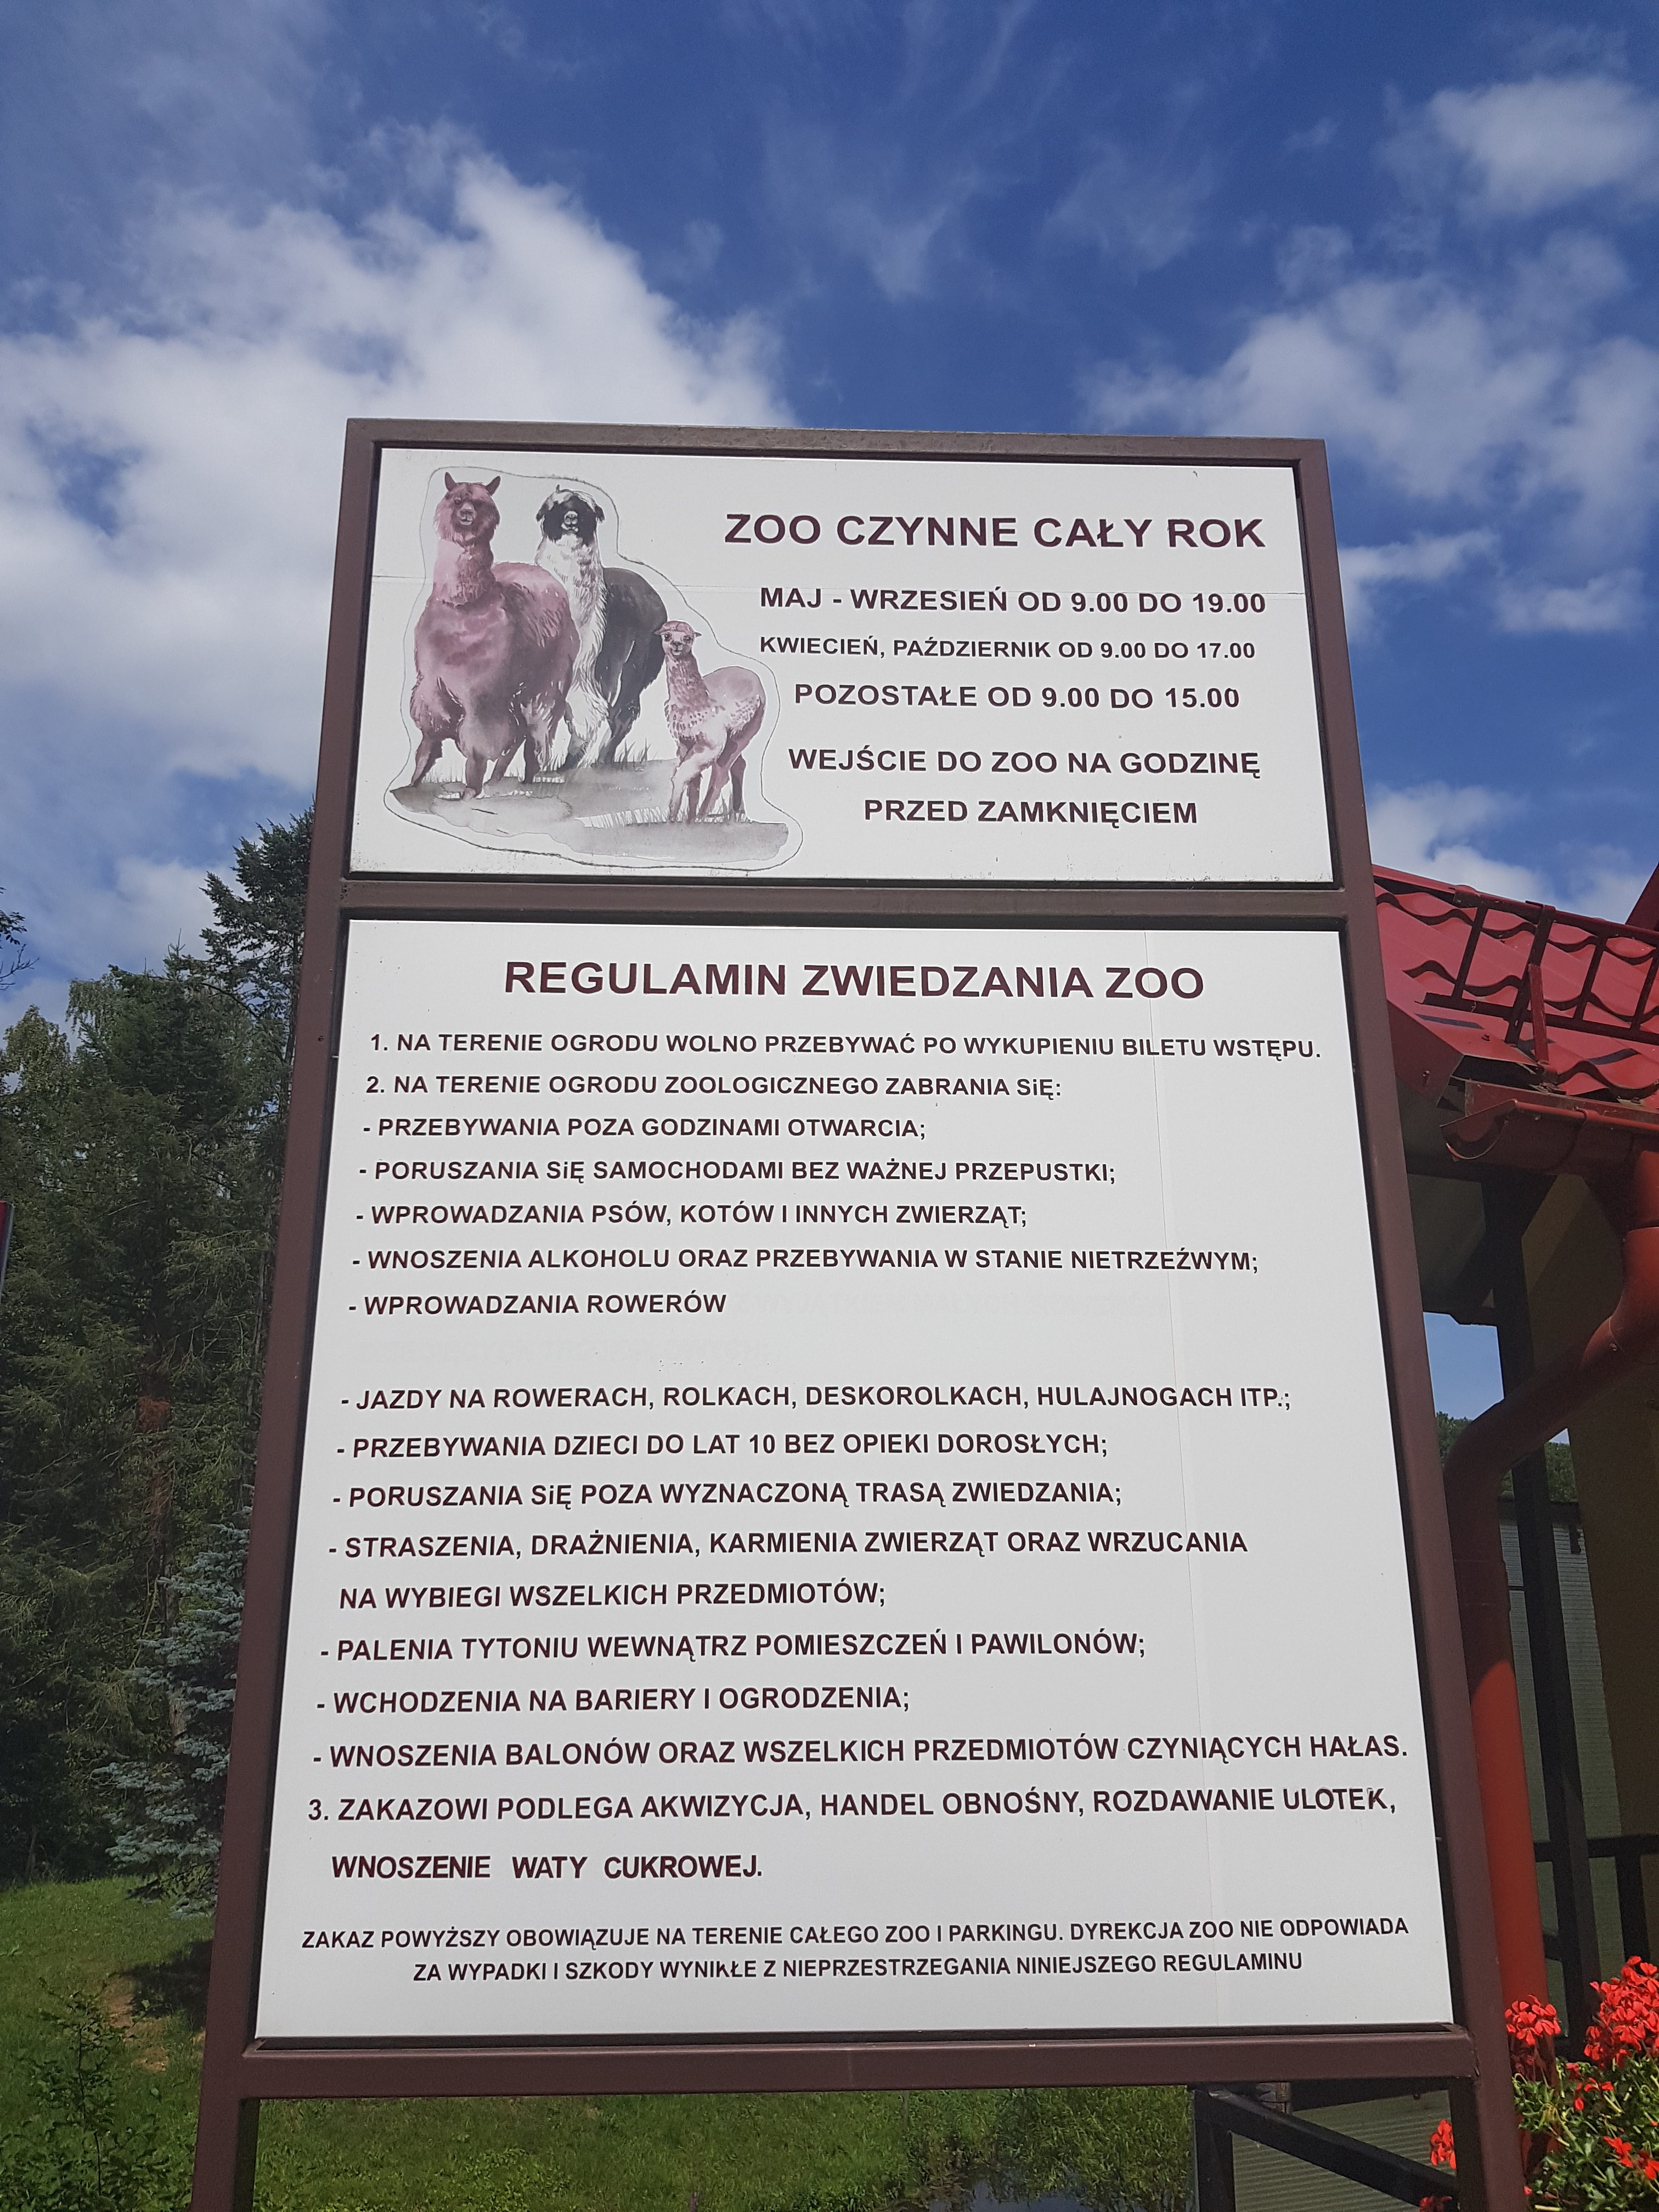 ZOO CZYNNE CAŁY ROK
MAJ - WRZESIEŃ OD 9.00 DO 19.00
KWIECIEŃ, PAŹDZIERNIK OD 9.00 DO 17.00
POZOSTAŁE OD 9.00 DO 15.00
WEJŚCIE DO ZOO NA GODZINĘ
PRZED ZAMKNIĘCIEM
REGULAMIN ZWIEDZANIA ZOO
1. NA TERENIE OGRODU WOLNO PRZEBYWAĆ PO WYKUPIENIU BILETU WSTĘPU.
2. NA TERENIE OGRODU ZOOLOGICZNEGO ZABRANIA SiĘ:
- PRZEBYWANIA POZA GODZINAMI OTWARCIA;
- PORUSZANIA SiĘ SAMOCHODAMI BEZ WAŻNEJ PRZEPUSTKI;
- WPROWADZANIA PSÓW, KOTÓW I INNYCH ZWIERZĄT;
- WNOSZENIA ALKOHOLU ORAZ PRZEBYWANIA W STANIE NIETRZEŹWYM;
- WPROWADZANIA ROWERÓW
- JAZDY NA ROWERACH, ROLKACH, DESKOROLKACH, HULAJNOGACH ITP.;
- PRZEBYWANIA DZIECI DO LAT 10 BEZ OPIEKI DOROSŁYCH;
- PORUSZANIA SiĘ POZA WYZNACZONĄ TRASĄ ZWIEDZANIA;
- STRASZENIA, DRAŻNIENIA, KARMIENIA ZWIERZĄT ORAZ WRZUCANIA
NA WYBIEGI WSZELKICH PRZEDMIOTÓW;
- PALENIA TYTONIU WEWNĄTRZ POMIESZCZEŃ I PAWILONÓW;
- WCHODZENIA NA BARIERY I OGRODZENIA;
- WNOSZENIA BALONÓW ORAZ WSZELKICH PRZEDMIOTÓW CZYNIĄCYCH HAŁAS.
3. ZAKAZOWI PODLEGA AKWIZYCJA, HANDEL OBNOŚNY, ROZDAWANIE ULOTEK,
WNOSZENIE WATY CUKROWEJ.
ZAKAZ POWYŻSZY OBOWIĄZUJE NA TERENIE CAŁEGO ZOO I PARKINGU. DYREKCJA ZOO NIE ODPOWIADA
ZA WYPADKI I SZKODY WYNIKŁE Z NIEPRZESTRZEGANIA NINIEJSZEGO REGULAMINU